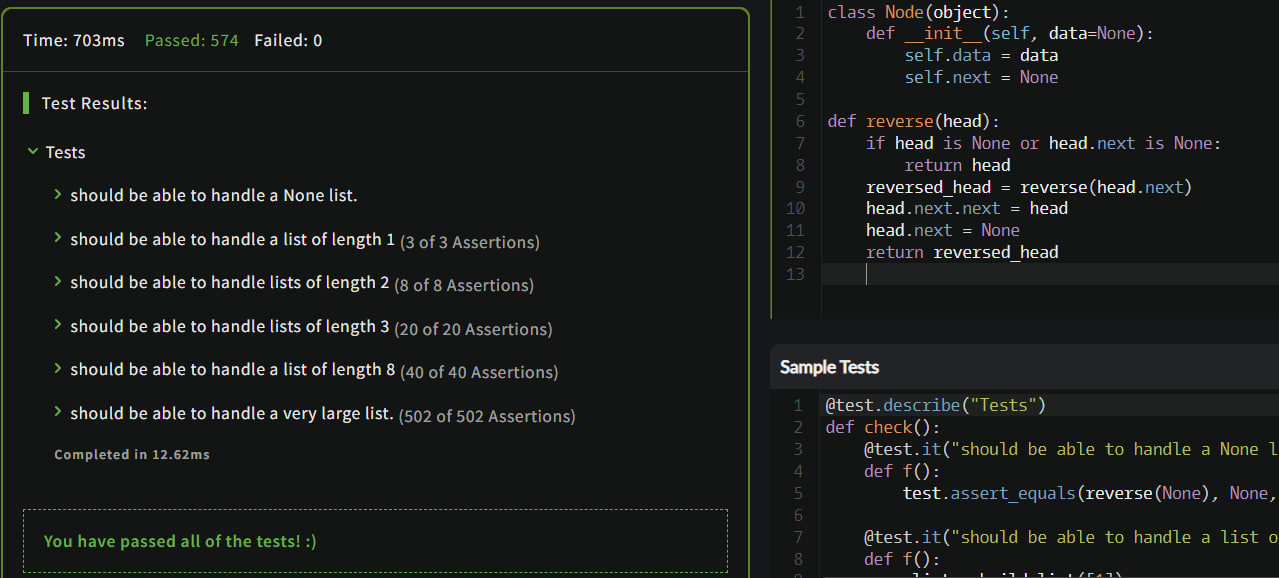 Time: 703ms Passed: 574 Failed: 0
Test Results:
Tests
should be able to handle a None list.
should be able to handle a list of length 1 (3 of 3 Assertions)
should be able to handle lists of length 2 (8 of 8 Assertions)
should be able to handle lists of length 3 (20 of 20 Assertions)
should be able to handle a list of length 8 (40 of 40 Assertions)
should be able to handle a very large list. (502 of 502 Assertions)
Completed in 12.62ms
You have passed all of the tests! :)
1 class Node(object):
2     def __init__(self, data=None):
3         self.data = data
4         self.next = None
5
6 def reverse(head):
7     if head is None or head.next is None:
8         return head
9     reversed_head = reverse(head.next)
10     head.next.next = head
11     head.next = None
12     return reversed_head
13
Sample Tests
1 @test.describe("Tests")
2 def check():
3     @test.it("should be able to handle a None l
4     def f():
5         test.assert_equals(reverse(None), None,
6
7     @test.it("should be able to handle a list o
8     def f():